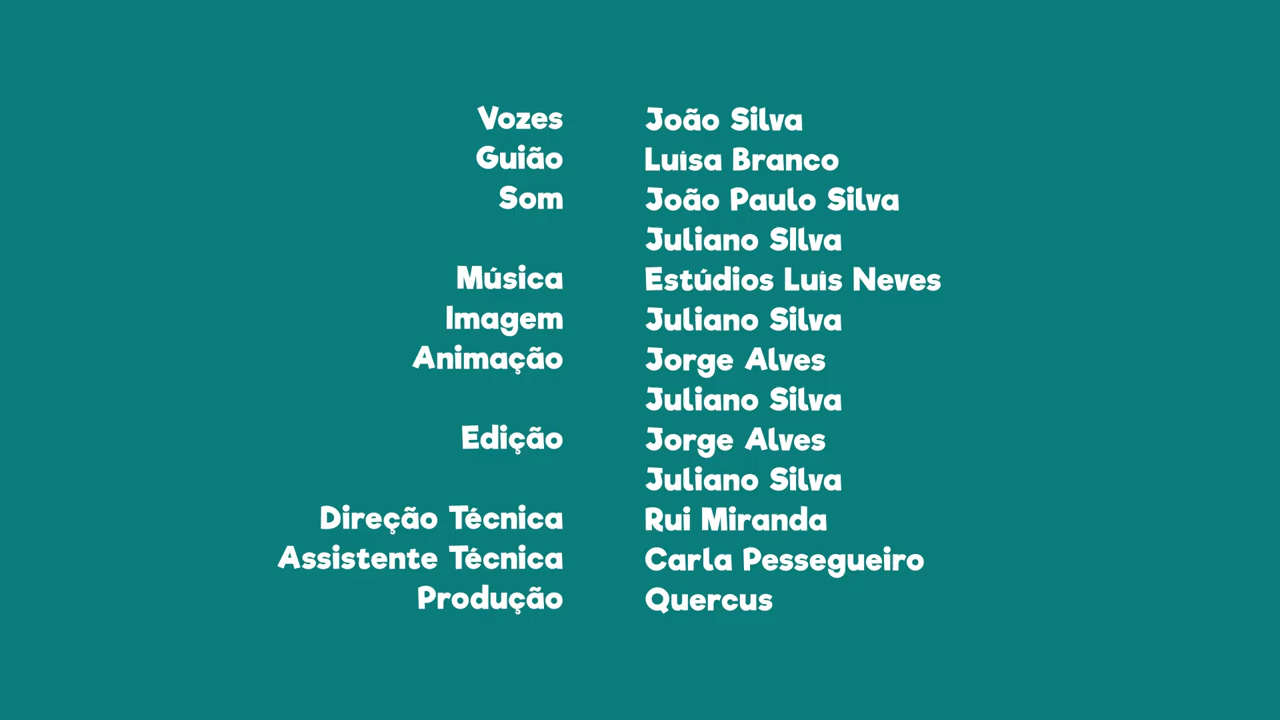 Vozes João Silva
Guião Luísa Branco
Som João Paulo Silva
Juliano SIlva
Música Estúdios Luís Neves
Imagem Juliano Silva
Animação Jorge Alves
Juliano Silva
Edição Jorge Alves
Juliano Silva
Direção Técnica Rui Miranda
Assistente Técnica Carla Pessegueiro
Produção Quercus